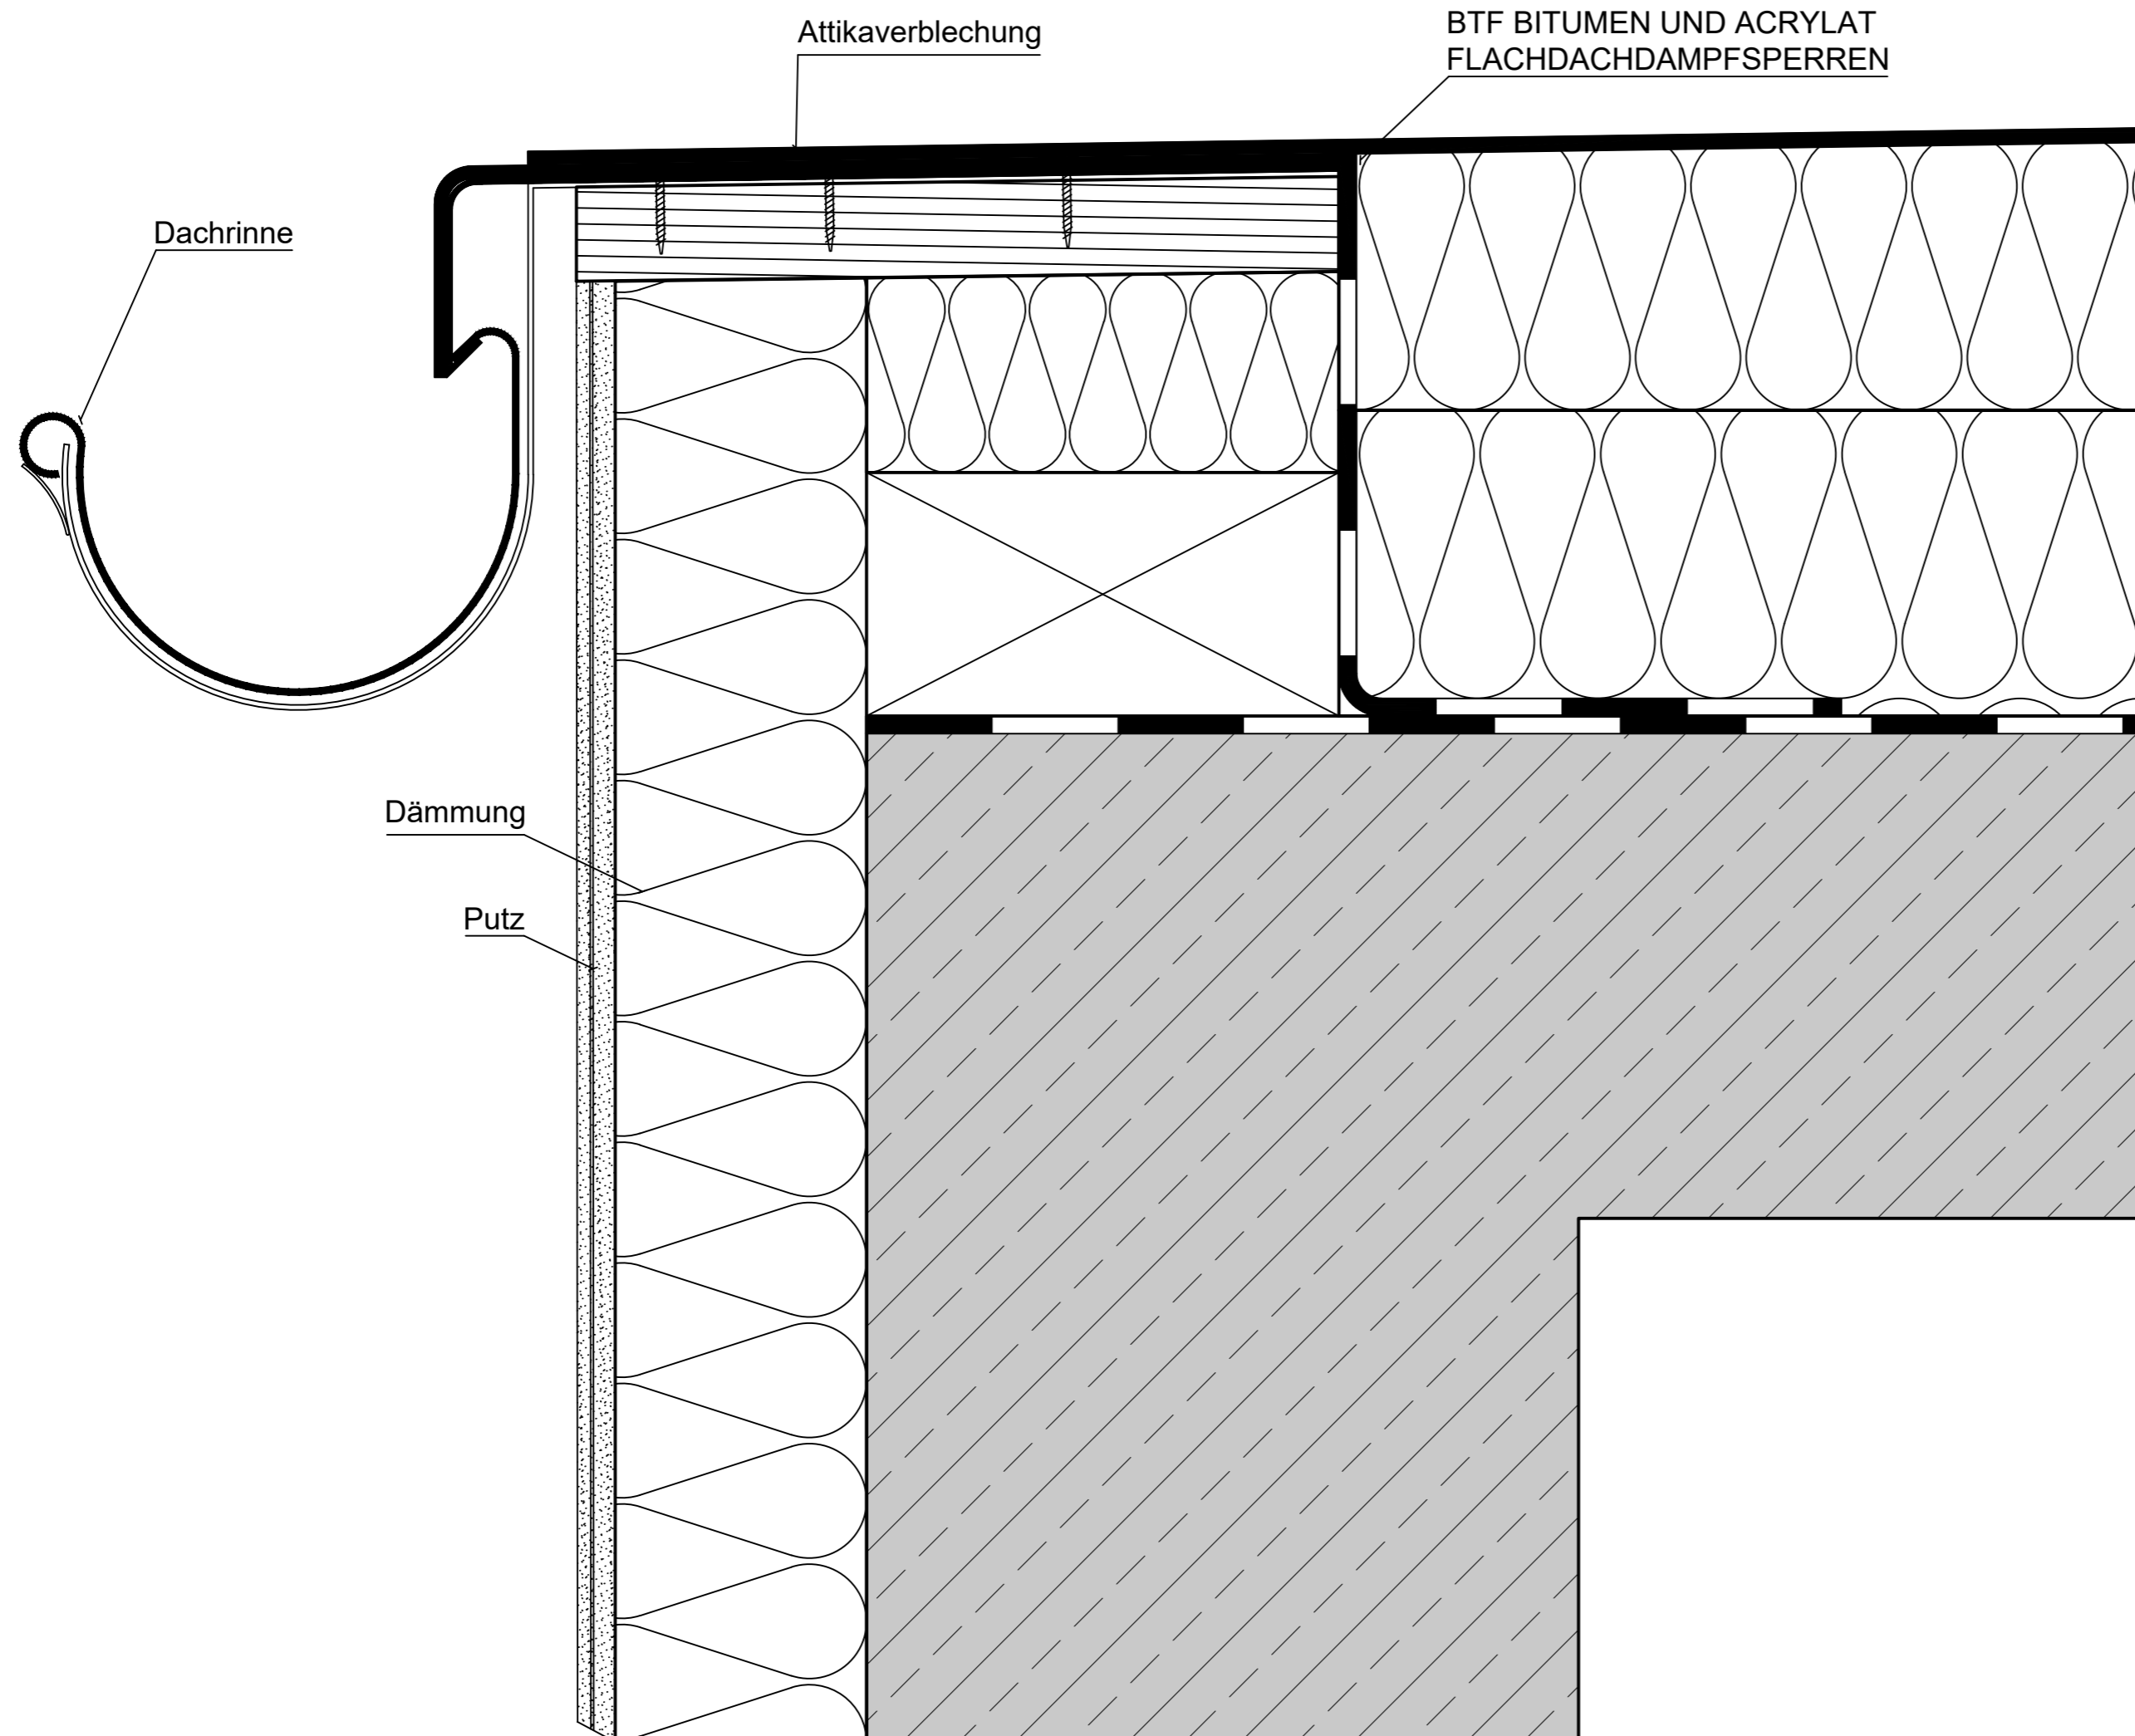 Attikaverblechung
BTF BITUMEN UND ACRYLAT
FLACHDACHDAMPFSPERREN
Dachrinne
Dämmung
Putz